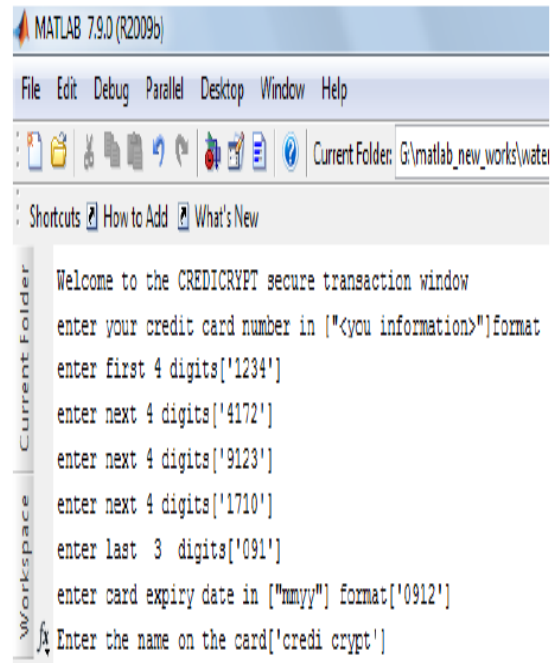 MATLAB 7.9.0 (R2009b)
File Edit Debug Parallel Desktop Window Help
Current Folder: G:\matlab_new_works\water
Shortcuts How to Add What's New
Current Folder
Workspace
Welcome to the CREDICRYPT secure transaction window
enter your credit card number in ["<you information>"]format
enter first 4 digits['1234']
enter next 4 digits['4172']
enter next 4 digits['9123']
enter next 4 digits['1710']
enter last 3 digits['091']
enter card expiry date in ["mmyy"] format['0912']
fx Enter the name on the card['credi crypt']